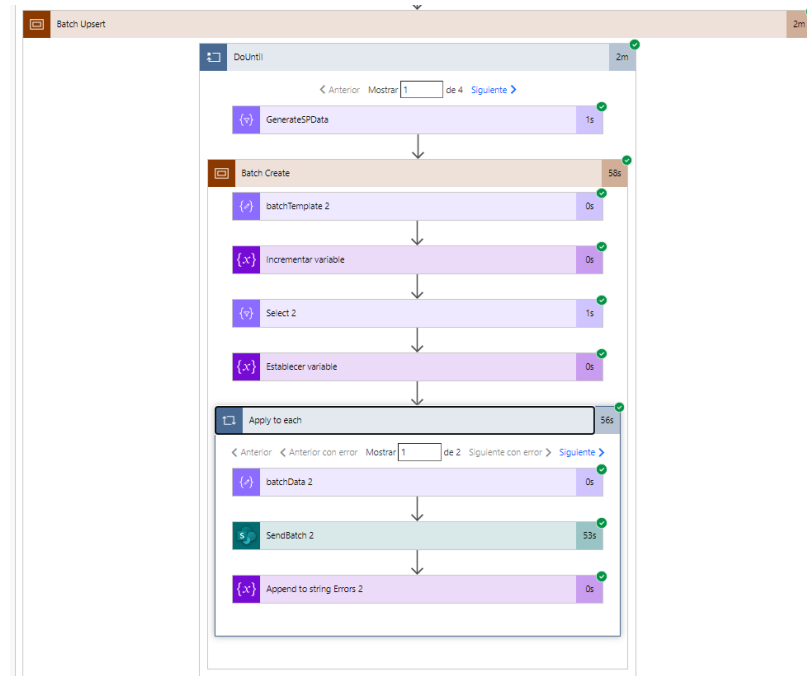 Batch Upsert 2m
DoUntil 2m
Anterior Mostrar 1 de 4 Siguiente
GenerateSPData 1s
Batch Create 58s
batchTemplate 2 0s
{x} Incrementar variable 0s
Select 2 1s
{x} Establecer variable 0s
Apply to each 56s
Anterior Anterior con error Mostrar 1 de 2 Siguiente con error Siguiente
batchData 2 0s
S SendBatch 2 53s
{x} Append to string Errors 2 0s